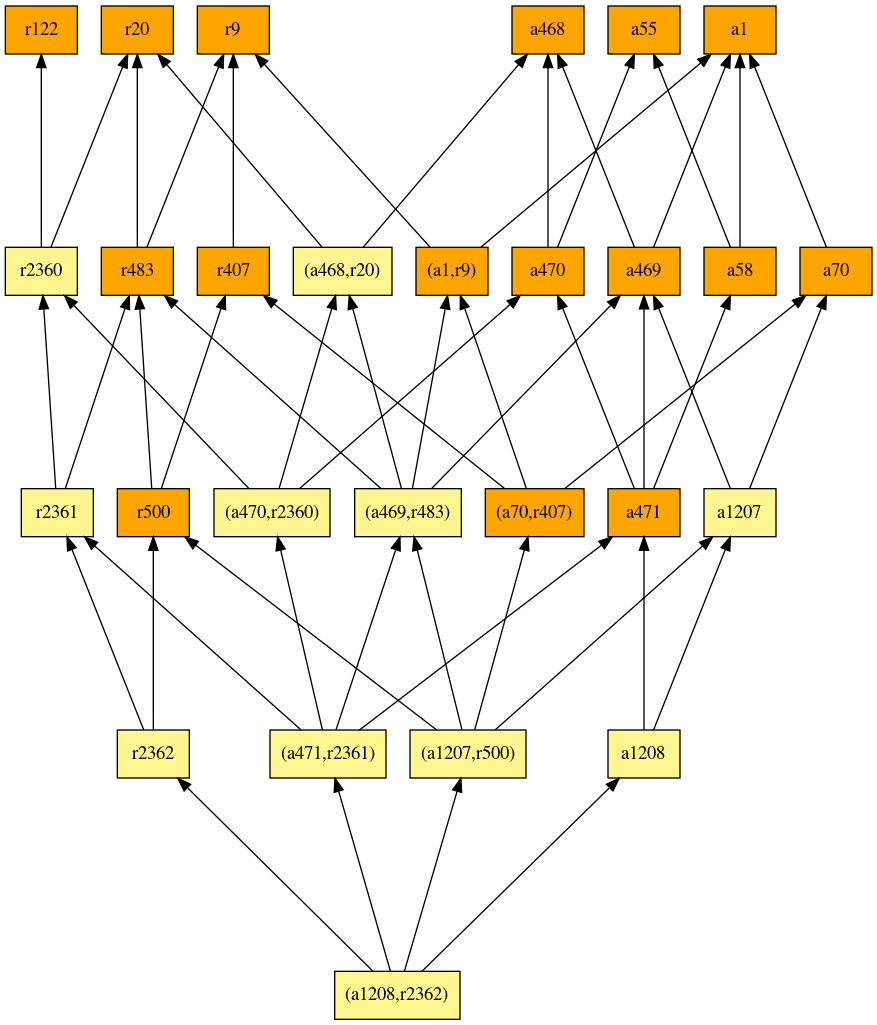 r122 r20 r9 a468 a55 a1
r2360 r483 r407 (a468,r20) (a1,r9) a470 a469 a58 a70
r2361 r500 (a470,r2360) (a469,r483) (a70,r407) a471 a1207
r2362 (a471,r2361) (a1207,r500) a1208
(a1208,r2362)